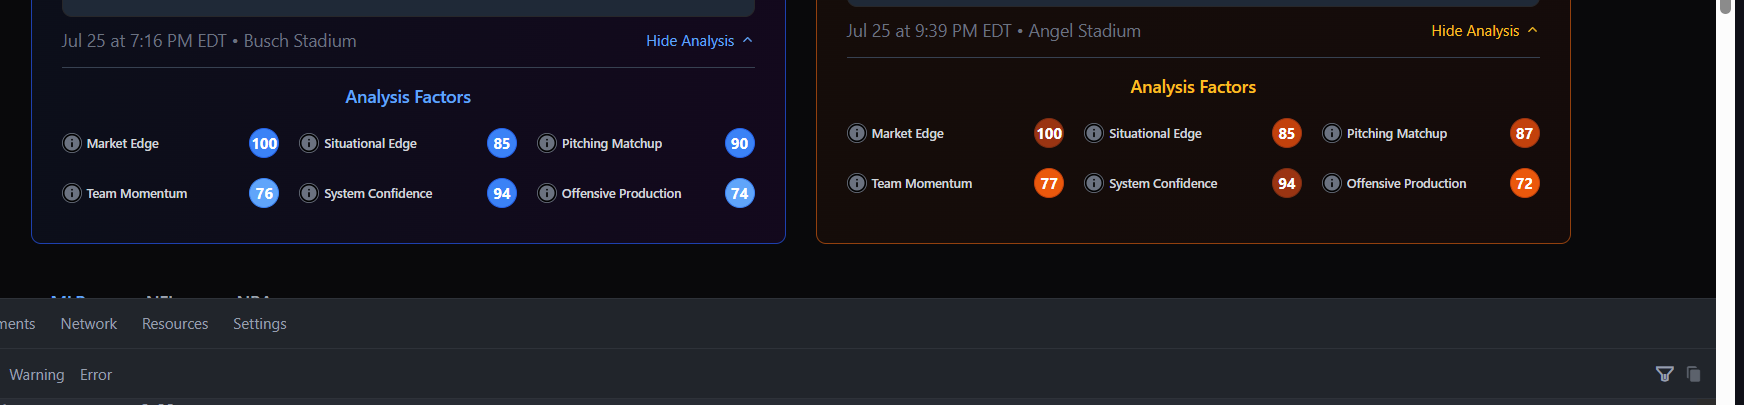 Jul 25 at 7:16 PM EDT • Busch Stadium
Hide Analysis
Analysis Factors
Market Edge 100 Situational Edge 85 Pitching Matchup 90
Team Momentum 76 System Confidence 94 Offensive Production 74
Jul 25 at 9:39 PM EDT • Angel Stadium
Hide Analysis
Analysis Factors
Market Edge 100 Situational Edge 85 Pitching Matchup 87
Team Momentum 77 System Confidence 94 Offensive Production 72
MLB NFL NBA
ments Network Resources Settings
Warning Error